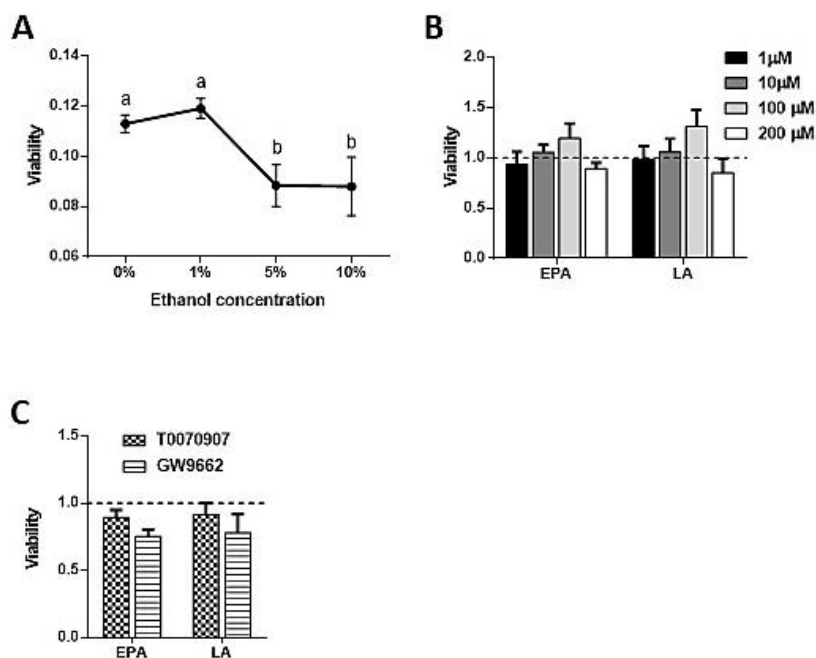 A
0.14
0.12
0.10
0.08
0.06
Viability
a
a
b
b
0%
1%
5%
10%
Ethanol concentration
B
2.0
1.5
1.0
0.5
0.0
Viability
1µM
10µM
100 µM
200 µM
EPA
LA
C
1.5
1.0
0.5
0.0
Viability
T0070907
GW9662
EPA
LA